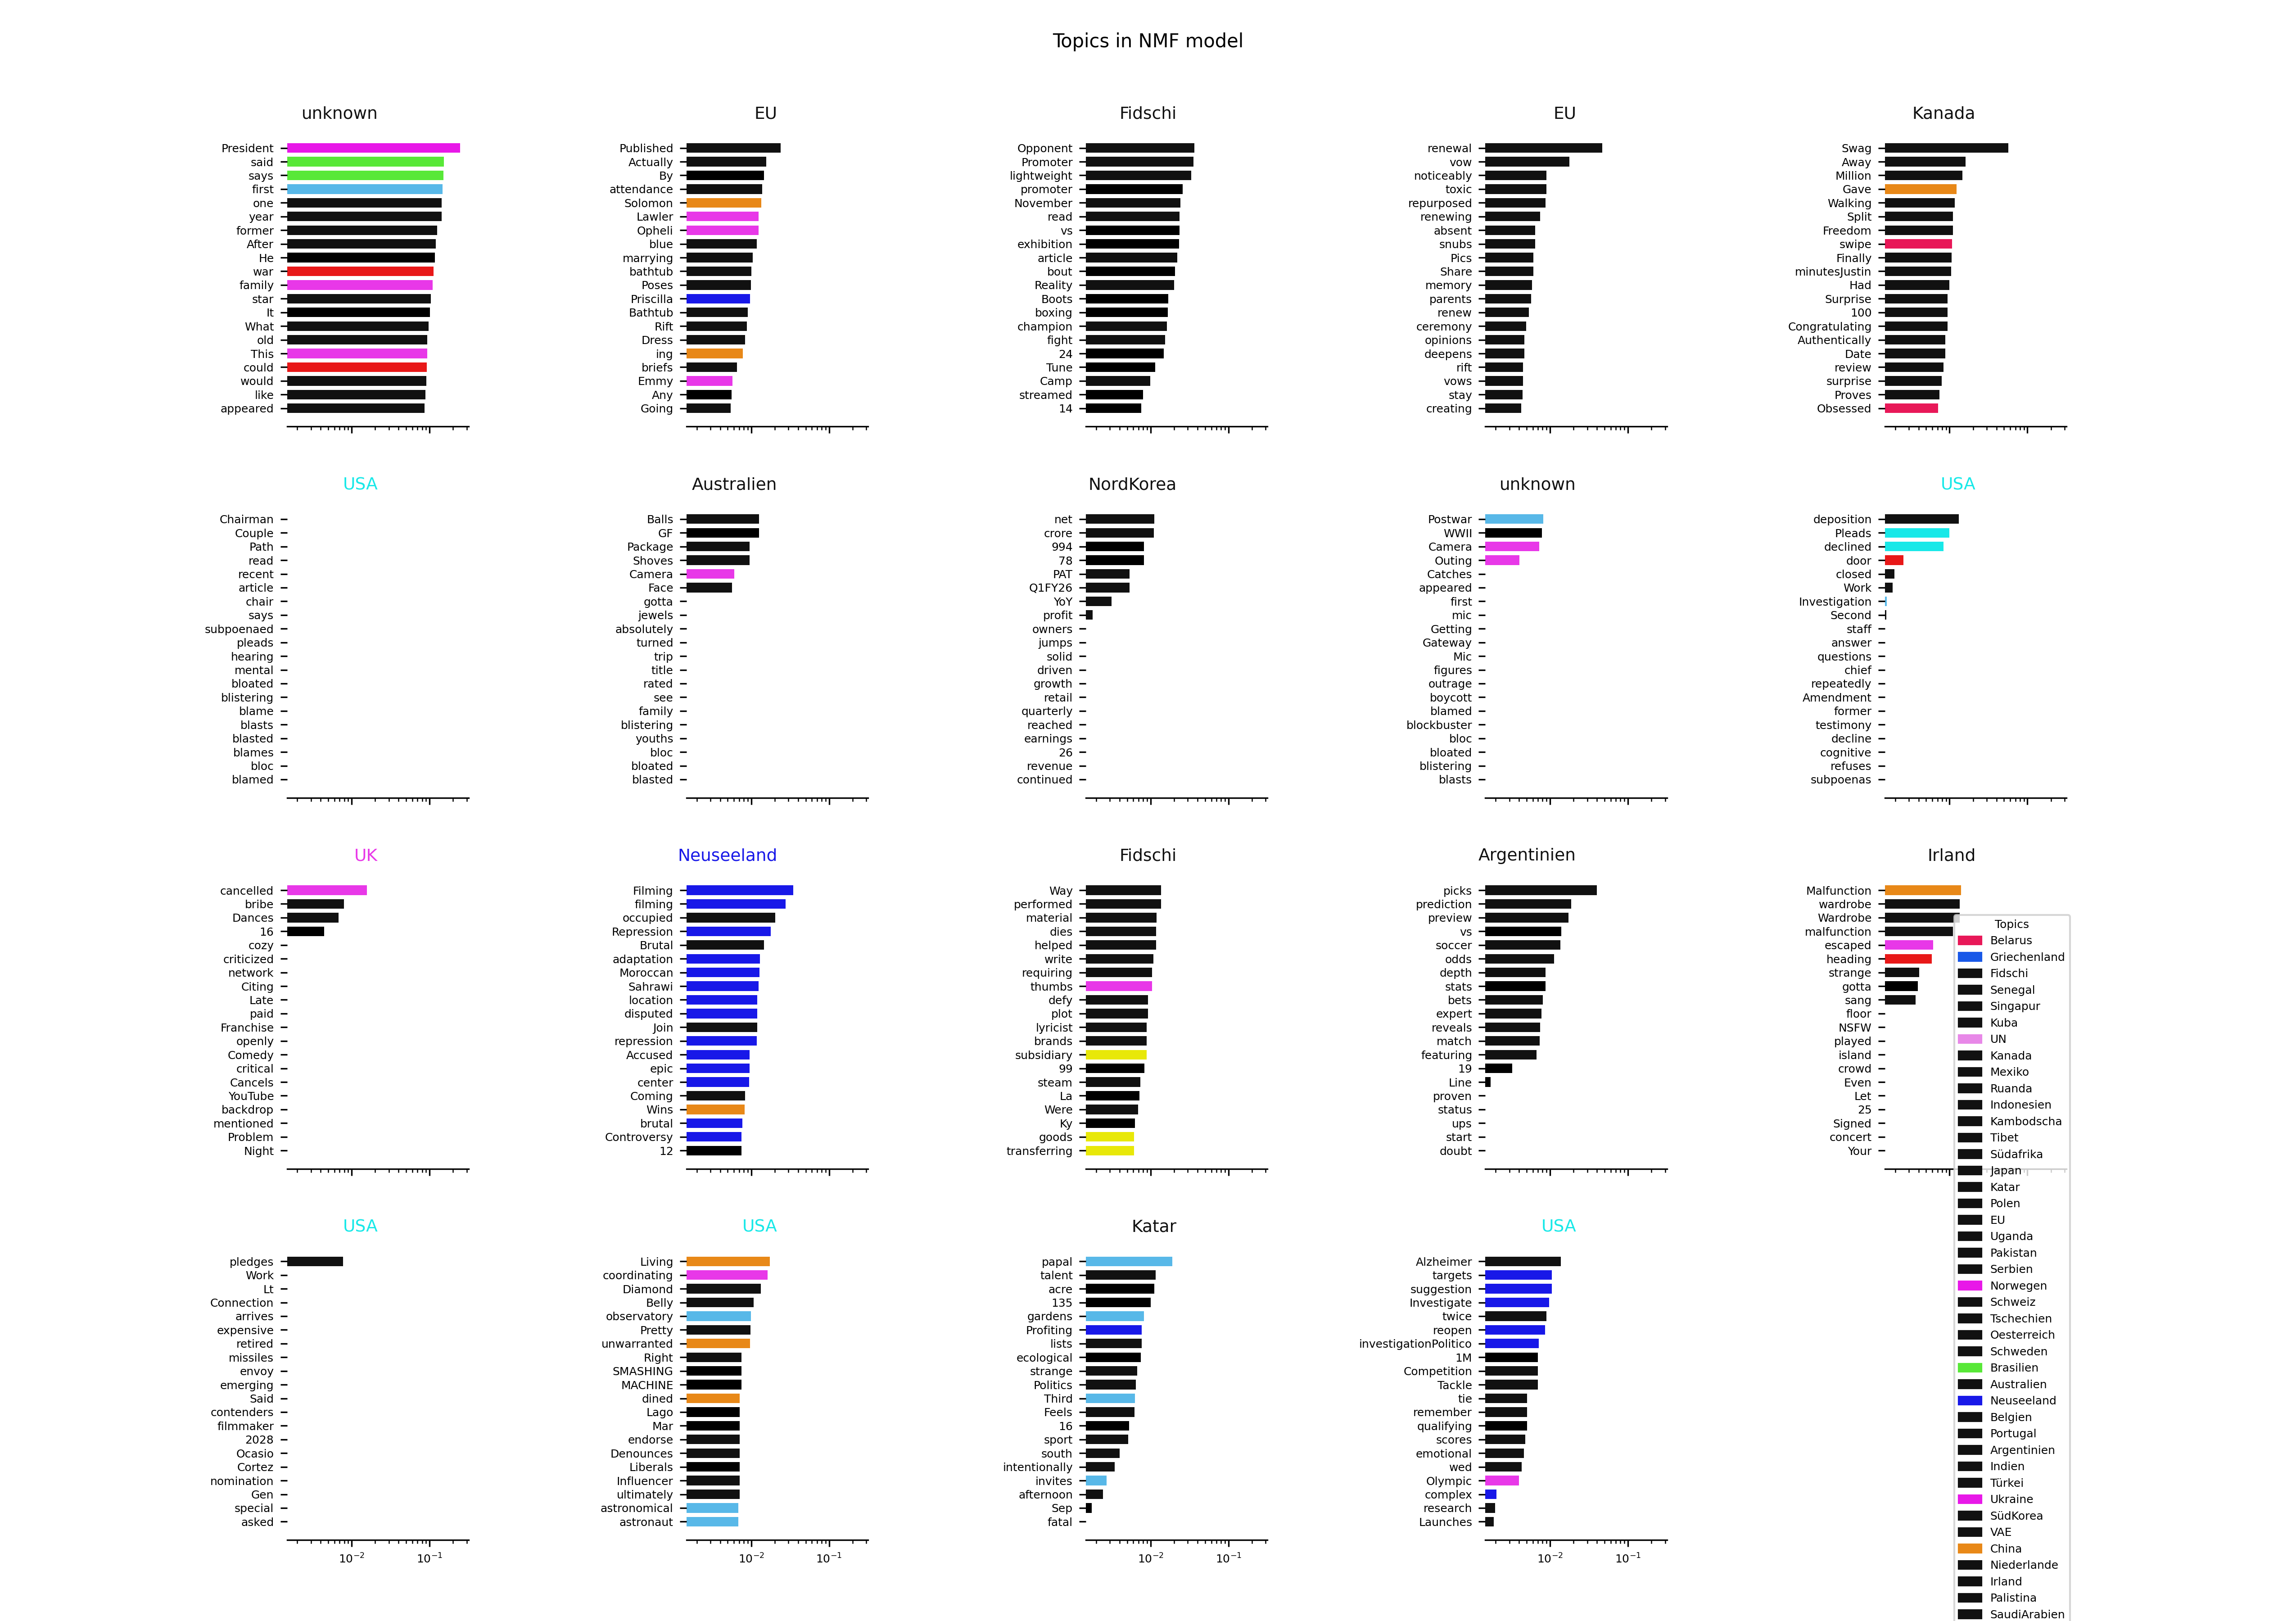 Topics in NMF model
unknown
President
said
says
first
one
year
former
After
He
war
family
star
It
What
old
This
could
would
like
appeared
EU
Published
Actually
By
attendance
Solomon
Lawler
Opheli
blue
marrying
bathtub
Poses
Priscilla
Bathtub
Rift
Dress
ing
briefs
Emmy
Any
Going
Fidschi
Opponent
Promoter
lightweight
promoter
November
read
vs
exhibition
article
bout
Reality
Boots
boxing
champion
fight
24
Tune
Camp
streamed
14
EU
renewal
vow
noticeably
toxic
repurposed
renewing
absent
snubs
Pics
Share
memory
parents
renew
ceremony
opinions
deepens
rift
vows
stay
creating
Kanada
Swag
Away
Million
Gave
Walking
Split
Freedom
swipe
Finally
minutesJustin
Had
Surprise
100
Congratulating
Authentically
Date
review
surprise
Proves
Obsessed
USA
Chairman
Couple
Path
read
recent
article
chair
says
subpoenaed
pleads
hearing
mental
bloated
blistering
blame
blasts
blasted
blames
bloc
blamed
Australien
Balls
GF
Package
Shoves
Camera
Face
gotta
jewels
absolutely
turned
trip
title
rated
see
family
blistering
youths
bloc
bloated
blasted
NordKorea
net
crore
994
78
PAT
Q1FY26
YoY
profit
owners
jumps
solid
driven
growth
retail
quarterly
reached
earnings
26
revenue
continued
unknown
Postwar
WWII
Camera
Outing
Catches
appeared
first
mic
Getting
Gateway
Mic
figures
outrage
boycott
blamed
blockbuster
bloc
bloated
blistering
blasts
USA
deposition
Pleads
declined
door
closed
Work
Investigation
Second
staff
answer
questions
chief
repeatedly
Amendment
former
testimony
decline
cognitive
refuses
subpoenas
UK
cancelled
bribe
Dances
16
cozy
criticized
network
Citing
Late
paid
Franchise
openly
Comedy
critical
Cancels
YouTube
backdrop
mentioned
Problem
Night
Neuseeland
Filming
filming
occupied
Repression
Brutal
adaptation
Moroccan
Sahrawi
location
disputed
Join
repression
Accused
epic
center
Coming
Wins
brutal
Controversy
12
Fidschi
Way
performed
material
dies
helped
write
requiring
thumbs
defy
plot
lyricist
brands
subsidiary
99
steam
La
Were
Ky
goods
transferring
Argentinien
picks
prediction
preview
vs
soccer
odds
depth
stats
bets
expert
reveals
match
featuring
19
Line
proven
status
ups
start
doubt
Irland
Malfunction
wardrobe
Wardrobe
malfunction
escaped
heading
strange
gotta
sang
floor
NSFW
played
island
crowd
Even
Let
25
Signed
concert
Your
USA
pledges
Work
Lt
Connection
arrives
expensive
retired
missiles
envoy
emerging
Said
contenders
filmmaker
2028
Ocasio
Cortez
nomination
Gen
special
asked
10⁻² 10⁻¹
USA
Living
coordinating
Diamond
Belly
observatory
Pretty
unwarranted
Right
SMASHING
MACHINE
dined
Lago
Mar
endorse
Denounces
Liberals
Influencer
ultimately
astronomical
astronaut
10⁻² 10⁻¹
Katar
papal
talent
acre
135
gardens
Profiting
lists
ecological
strange
Politics
Third
Feels
16
sport
south
intentionally
invites
afternoon
Sep
fatal
10⁻² 10⁻¹
USA
Alzheimer
targets
suggestion
Investigate
twice
reopen
investigationPolitico
1M
Competition
Tackle
tie
remember
qualifying
scores
emotional
wed
Olympic
complex
research
Launches
10⁻² 10⁻¹
Topics
Belarus
Griechenland
Fidschi
Senegal
Singapur
Kuba
UN
Kanada
Mexiko
Ruanda
Indonesien
Kambodscha
Tibet
Südafrika
Japan
Katar
Polen
EU
Uganda
Pakistan
Serbien
Norwegen
Schweiz
Tschechien
Oesterreich
Schweden
Brasilien
Australien
Neuseeland
Belgien
Portugal
Argentinien
Indien
Türkei
Ukraine
SüdKorea
VAE
China
Niederlande
Irland
Palistina
SaudiArabien